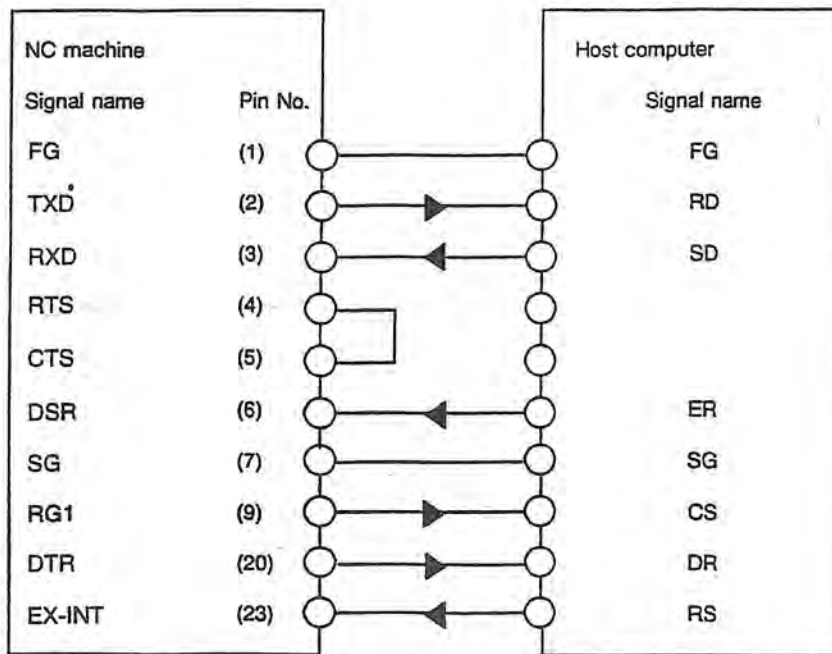 NC machine Host computer
Signal name Pin No. Signal name
FG (1) FG
TXD (2) RD
RXD (3) SD
RTS (4)
CTS (5)
DSR (6) ER
SG (7) SG
RG1 (9) CS
DTR (20) DR
EX-INT (23) RS